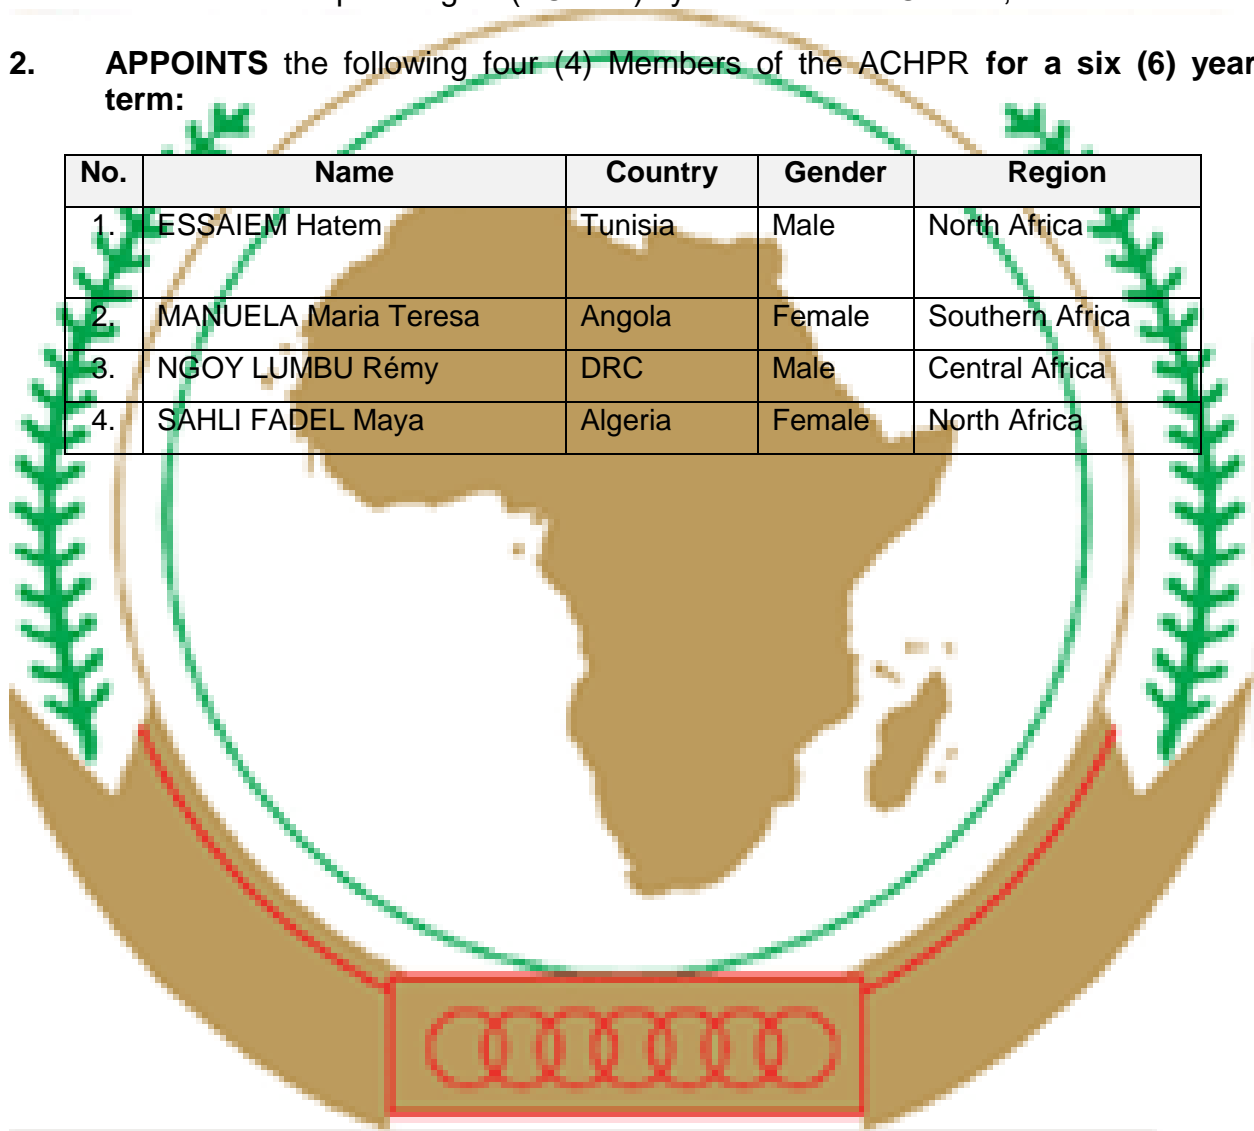 2. APPOINTS the following four (4) Members of the ACHPR for a six (6) year
term:
No. Name Country Gender Region
1. ESSAIEM Hatem Tunisia Male North Africa
2. MANUELA Maria Teresa Angola Female Southern Africa
3. NGOY LUMBU Rémy DRC Male Central Africa
4. SAHLI FADEL Maya Algeria Female North Africa